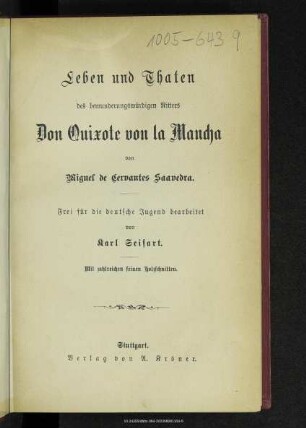 1005-643 9
Leben und Thaten
des bewunderungswürdigen Ritters
Don Quixote von la Mancha
von
Miguel de Cervantes Saavedra.
Frei für die deutsche Jugend bearbeitet
von
Karl Seifart.
Mit zahlreichen feinen Holzschnitten.
Stuttgart.
Verlag von A. Kröner.